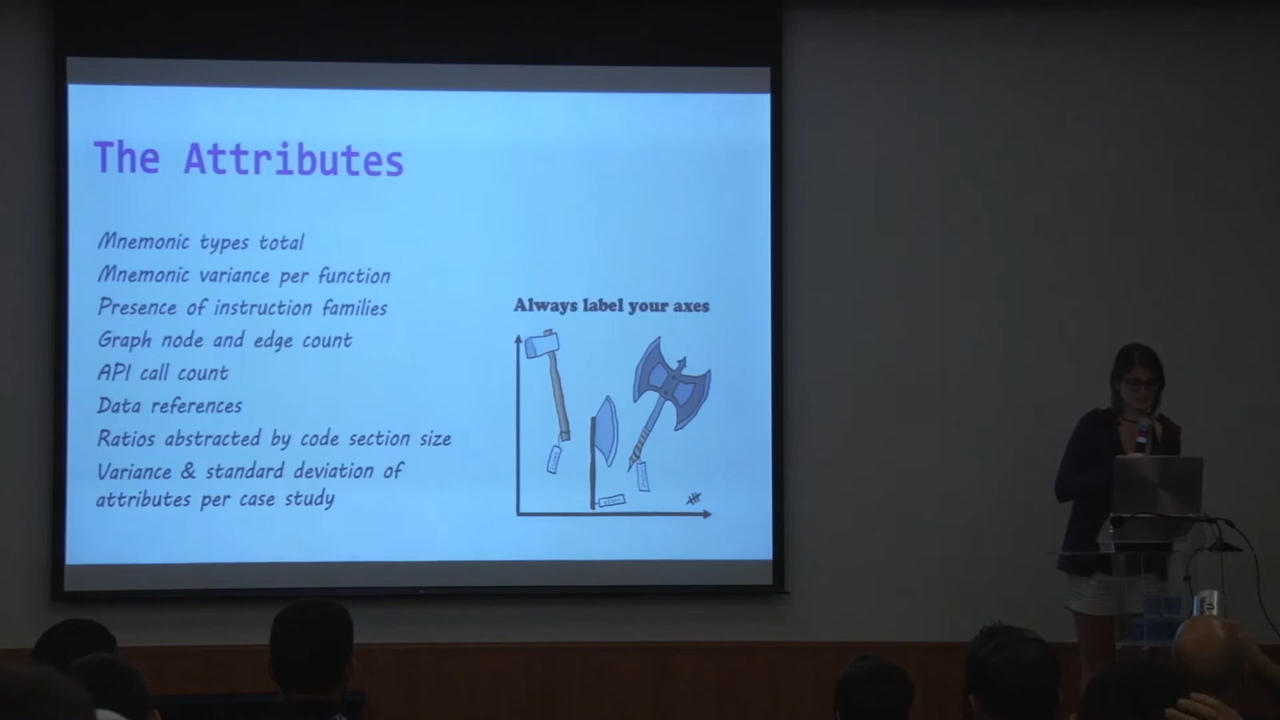 The Attributes
Mnemonic types total
Mnemonic variance per function
Presence of instruction families
Graph node and edge count
API call count
Data references
Ratios abstracted by code section size
Variance & standard deviation of
attributes per case study
Always label your axes